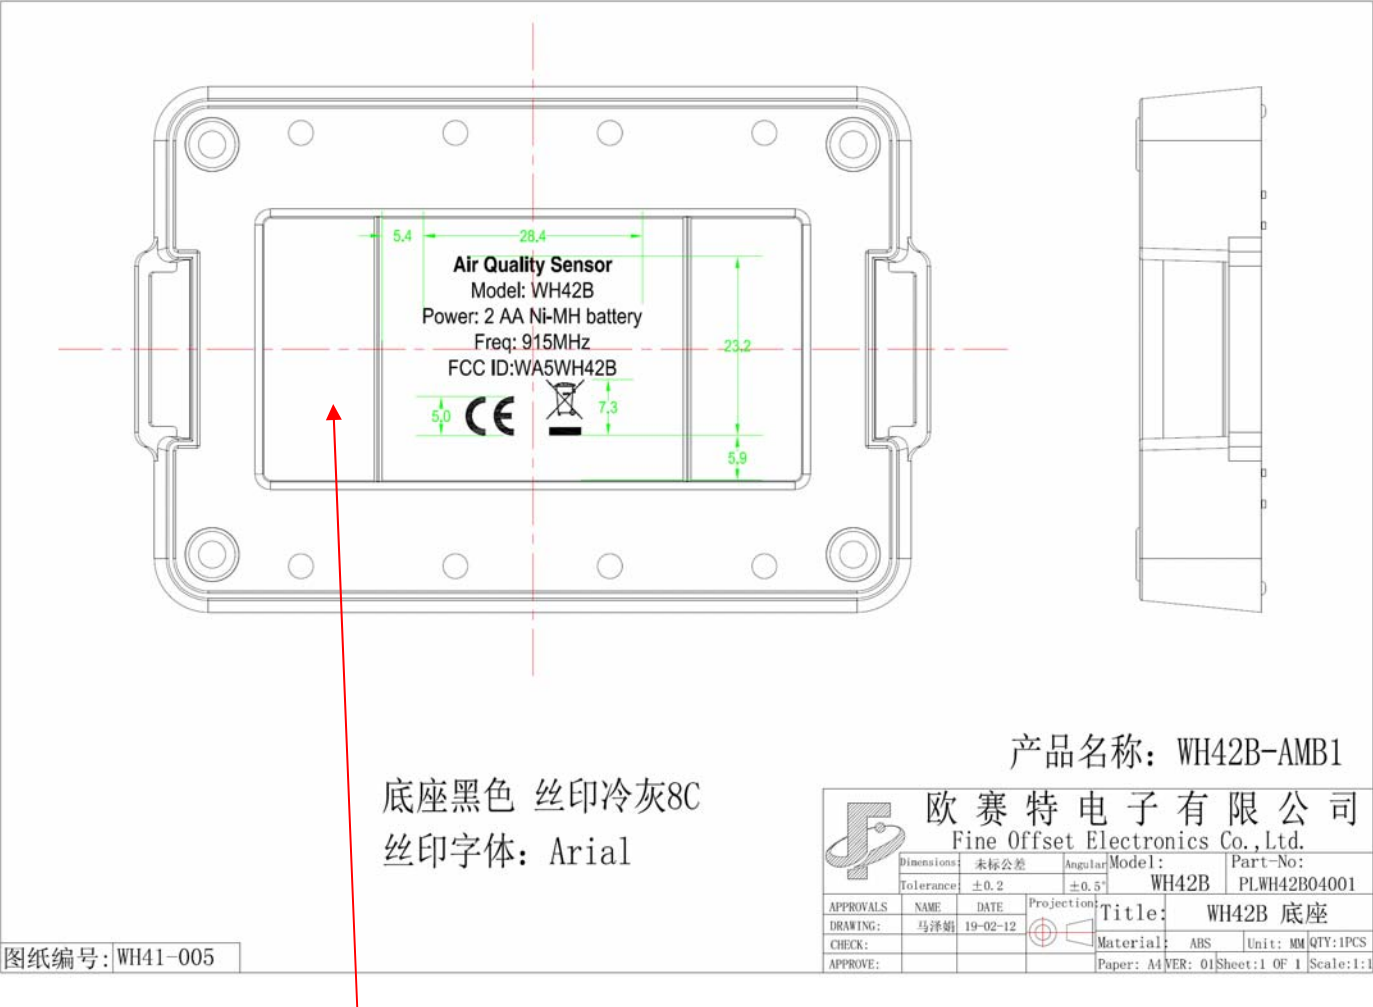 5.4
28.4
Air Quality Sensor
Model: WH42B
Power: 2 AA Ni-MH battery
Freq: 915MHz
23.2
FCC ID:WA5WH42B
5.0
CE
7.3
5.9
产品名称：WH42B-AMB1
底座黑色 丝印冷灰8C
丝印字体：Arial
欧赛特电子有限公司
Fine Offset Electronics Co.,Ltd.
Dimensions: 未标公差 Angular Model: Part-No:
Tolerance: ±0.2 ±0.5° WH42B PLWH42B04001
APPROVALS NAME DATE Projection: Title: WH42B 底座
DRAWING: 马泽娟 19-02-12
CHECK: Material: ABS Unit: MM QTY:1PCS
APPROVE: Paper: A4 VER: 01 Sheet:1 OF 1 Scale:1:1
图纸编号: WH41-005